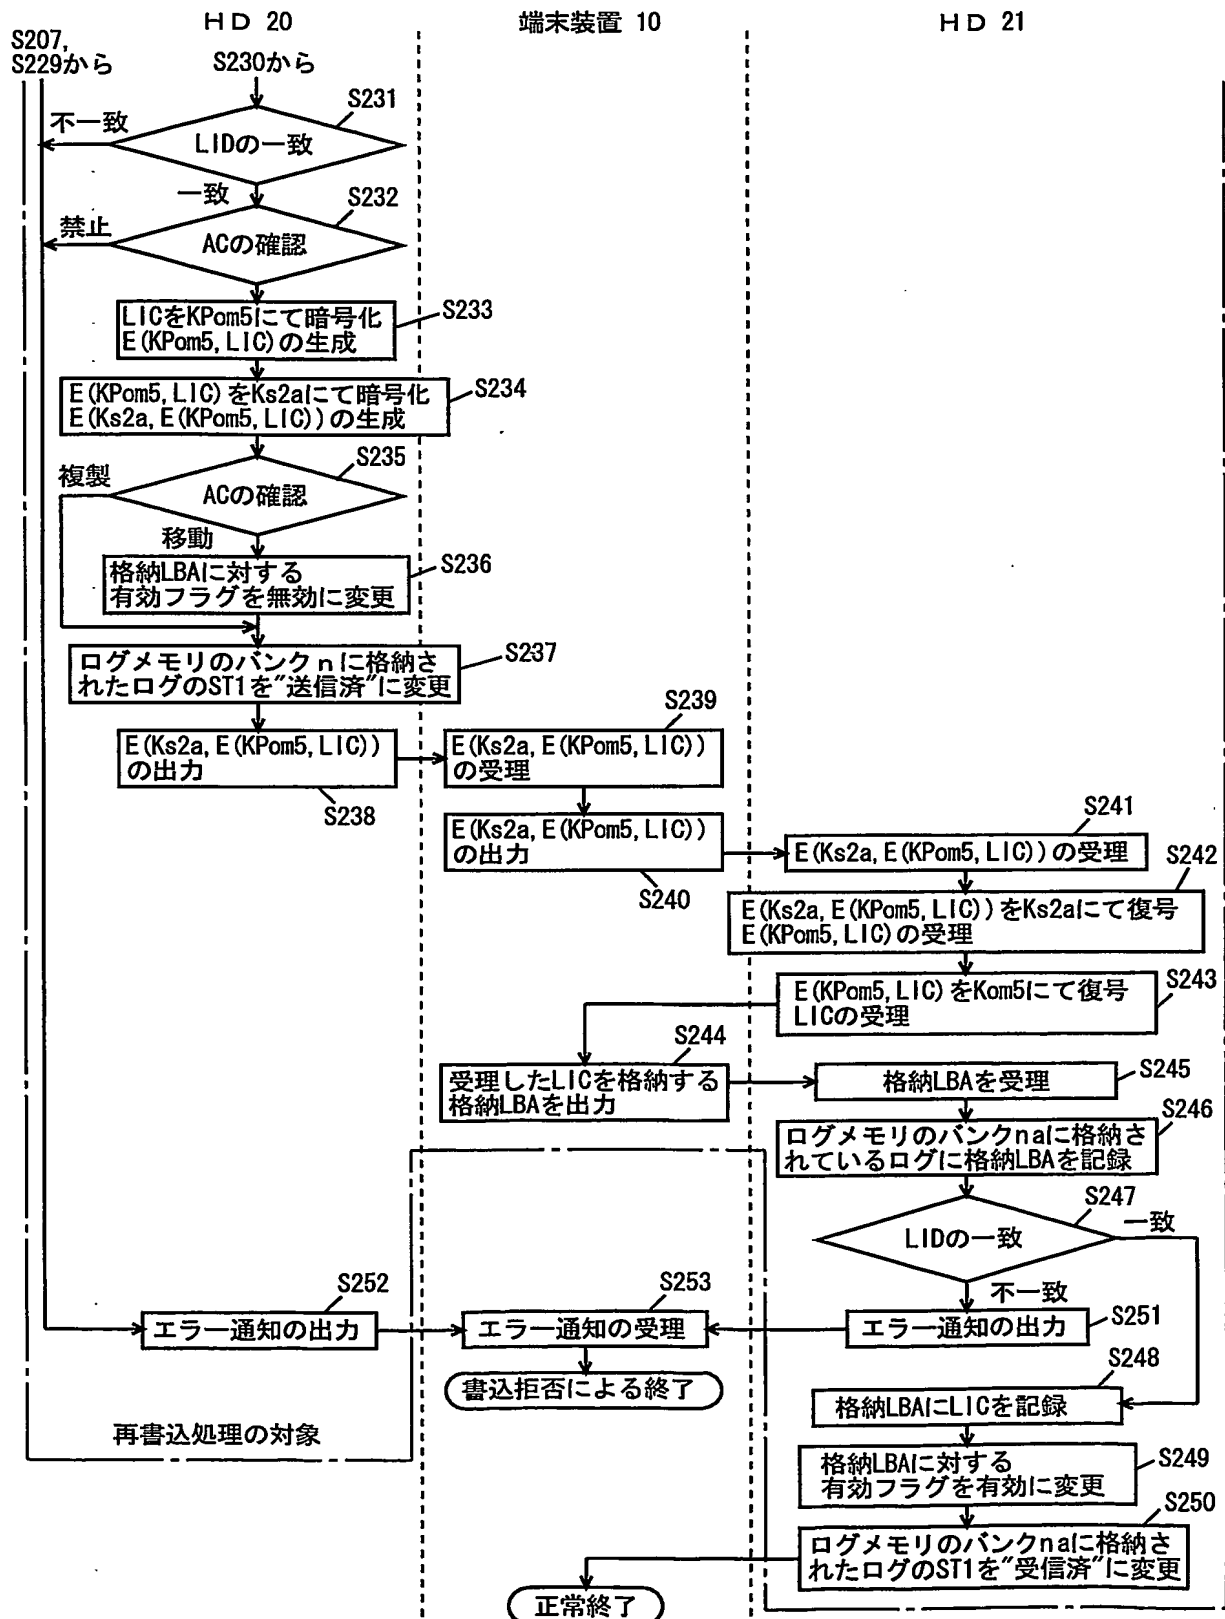 HD 20
端末装置 10
HD 21
S207,
S229から
S230から
S231
不一致
LIDの一致
一致
S232
禁止
ACの確認
LICをKPom5にて暗号化
E(KPom5,LIC)の生成
S233
E(KPom5,LIC)をKs2aにて暗号化
E(Ks2a,E(KPom5,LIC))の生成
S234
S235
複製
ACの確認
移動
格納LBAに対する
有効フラグを無効に変更
S236
ログメモリのバンクnに格納さ
れたログのST1を"送信済"に変更
S237
E(Ks2a,E(KPom5,LIC))
の出力
S238
S239
E(Ks2a,E(KPom5,LIC))
の受理
E(Ks2a,E(KPom5,LIC))
の出力
S240
S241
E(Ks2a,E(KPom5,LIC))の受理
S242
E(Ks2a,E(KPom5,LIC))をKs2aにて復号
E(KPom5,LIC)の受理
E(KPom5,LIC)をKom5にて復号
LICの受理
S243
S244
受理したLICを格納する
格納LBAを出力
格納LBAを受理
S245
S246
ログメモリのバンクnaに格納さ
れているログに格納LBAを記録
S247
LIDの一致
一致
不一致
S252
エラー通知の出力
S253
エラー通知の受理
エラー通知の出力
S251
書込拒否による終了
S248
格納LBAにLICを記録
再書込処理の対象
格納LBAに対する
有効フラグを有効に変更
S249
S250
ログメモリのバンクnaに格納さ
れたログのST1を"受信済"に変更
正常終了